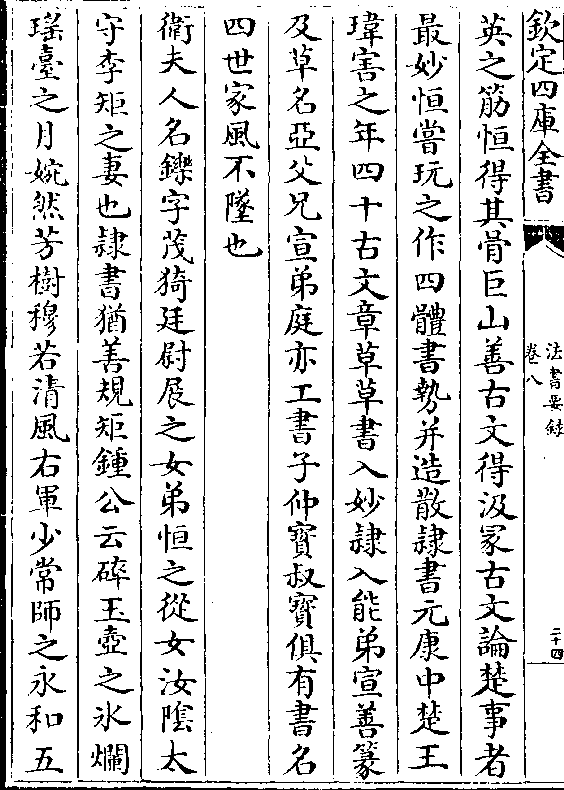 欽定四庫全書
法書要録
卷八
二十四
英之筋恒得其骨巨山善古文得汲冢古文論楚事者
最妙恒嘗玩之作四體書勢并造散隷書元康中楚王
瑋害之年四十古文章草草書入妙隷入能弟宣善篆
及草名亞父兄宣弟庭亦工書子仲寳叔寳俱有書名
四世家風不墜也
衛夫人名鑠字茂猗廷尉展之女弟恒之從女汝隂太
守李矩之妻也隷書猶善規矩鍾公云碎玉壺之氷爛
瑶臺之月婉然芳樹穆若清風右軍少常師之永和五